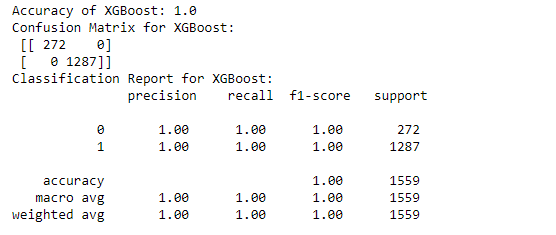 Accuracy of XGBoost: 1.0
Confusion Matrix for XGBoost:
[[ 272    0]
[   0 1287]]
Classification Report for XGBoost:
precision    recall  f1-score   support
0       1.00      1.00      1.00       272
1       1.00      1.00      1.00      1287
accuracy                           1.00      1559
macro avg       1.00      1.00      1.00      1559
weighted avg       1.00      1.00      1.00      1559